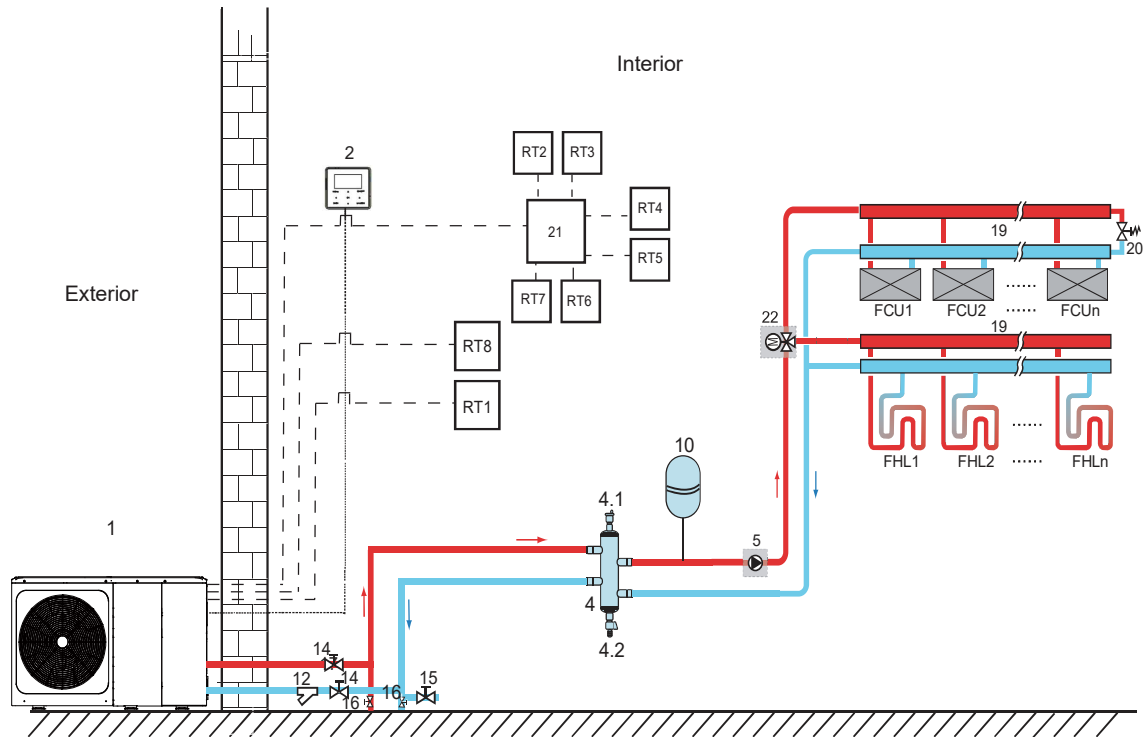 Interior
Exterior
2
RT2 RT3
RT4
21
RT5
RT7 RT6
RT8
RT1
19
20
FCU1 FCU2 ...... FCUn
......
22
M
19
......
FHL1 FHL2 ...... FHLn
10
4.1
5
4
4.2
1
14
12 14 16 15
16